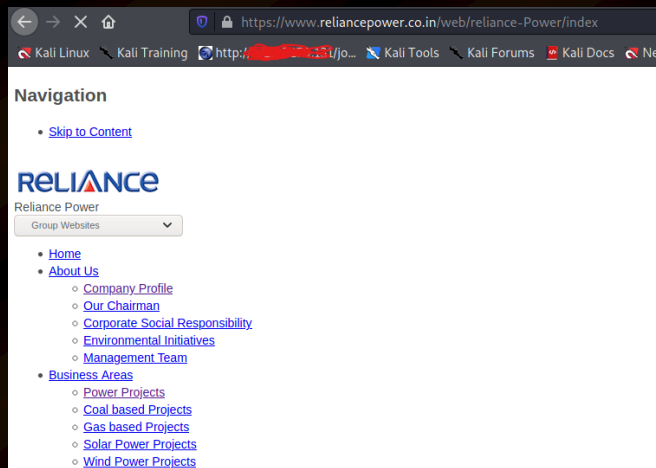 https://www.reliancepower.co.in/web/reliance-Power/index
Kali Linux Kali Training http:/ /jo... Kali Tools Kali Forums Kali Docs Ne
Navigation
Skip to Content
RELIANCE
Reliance Power
Group Websites
Home
About Us
Company Profile
Our Chairman
Corporate Social Responsibility
Environmental Initiatives
Management Team
Business Areas
Power Projects
Coal based Projects
Gas based Projects
Solar Power Projects
Wind Power Projects